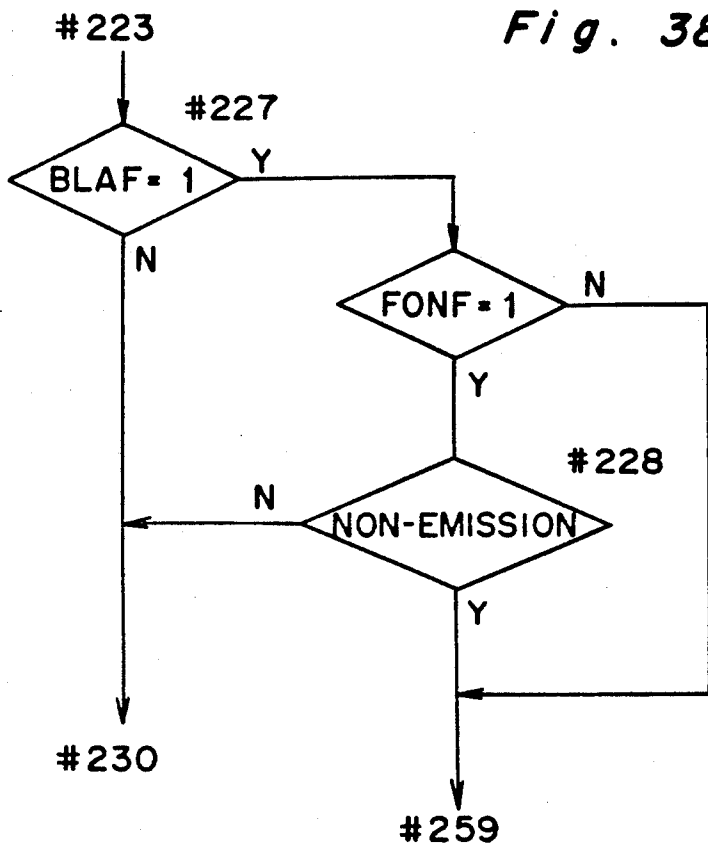 #223
Fig. 38
#227
BLAF= 1
Y
N
FONF=1
N
Y
#228
N
NON-EMISSION
Y
#230
#259